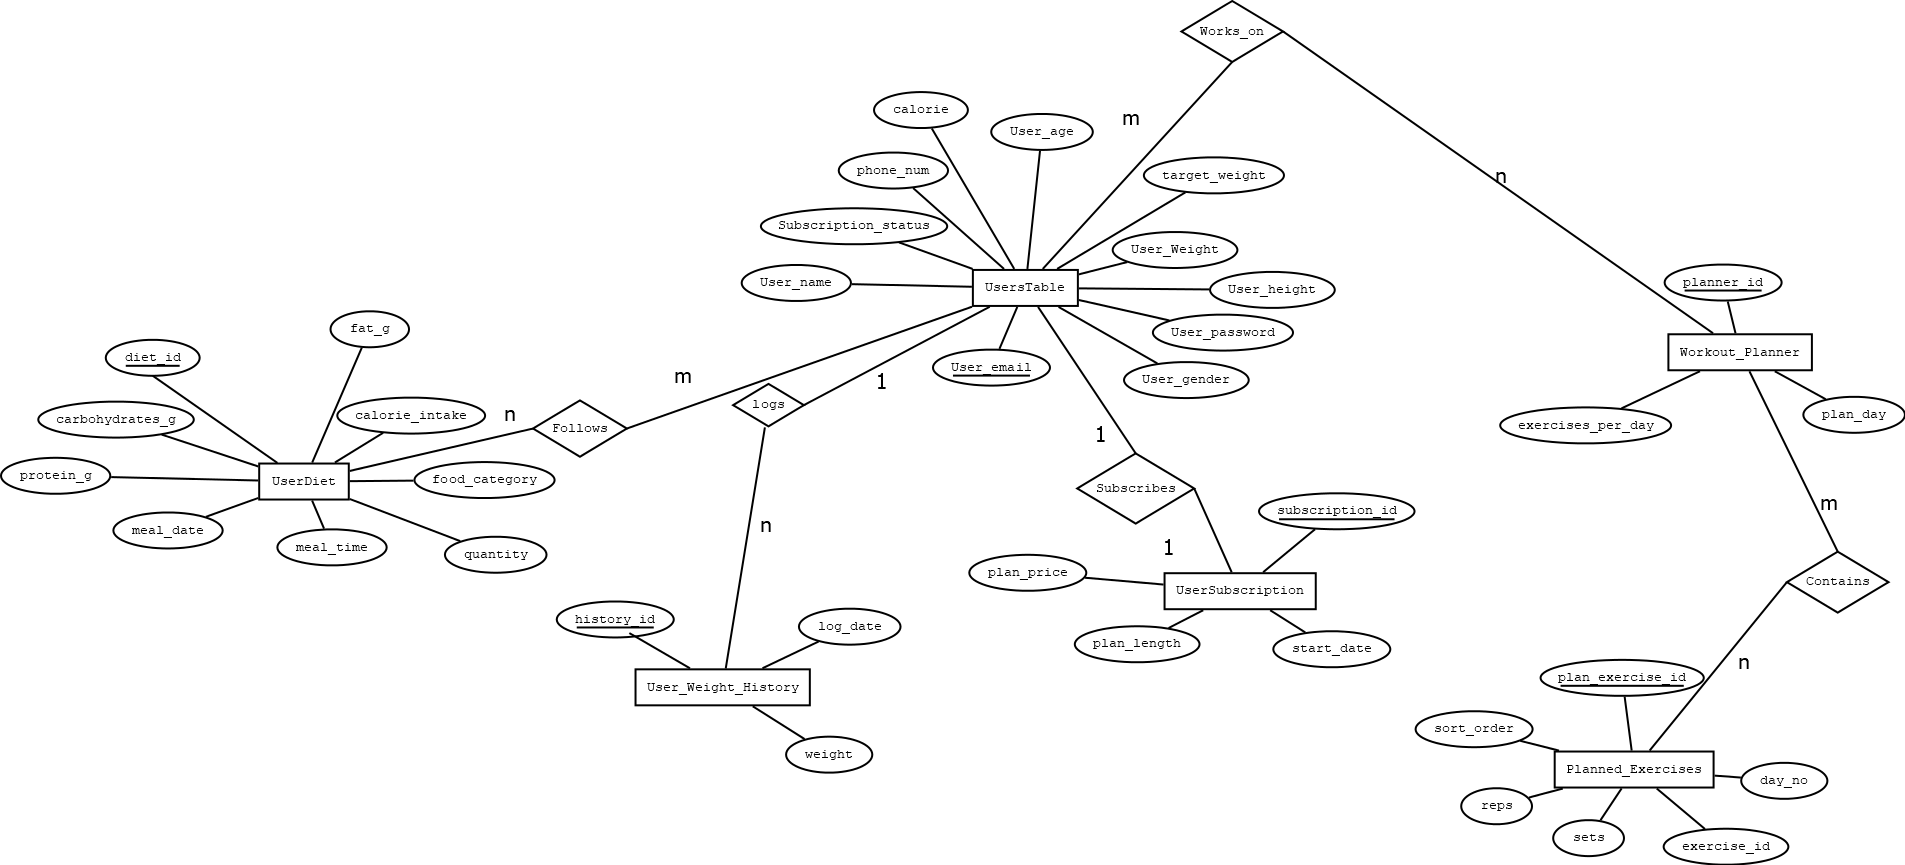 Works_on
calorie
m
User_age
phone_num
target_weight
n
Subscription_status
User_Weight
User_name
UsersTable
User_height
planner_id
fat_g
User_password
diet_id
User_email
Workout_Planner
m
1
User_gender
logs
carbohydrates_g
calorie_intake
n
Follows
1
exercises_per_day
plan_day
protein_g
UserDiet
food_category
Subscribes
meal_date
n
subscription_id
m
meal_time
quantity
1
plan_price
UserSubscription
Contains
history_id
log_date
plan_length
start_date
n
User_Weight_History
plan_exercise_id
sort_order
weight
Planned_Exercises
day_no
reps
sets
exercise_id